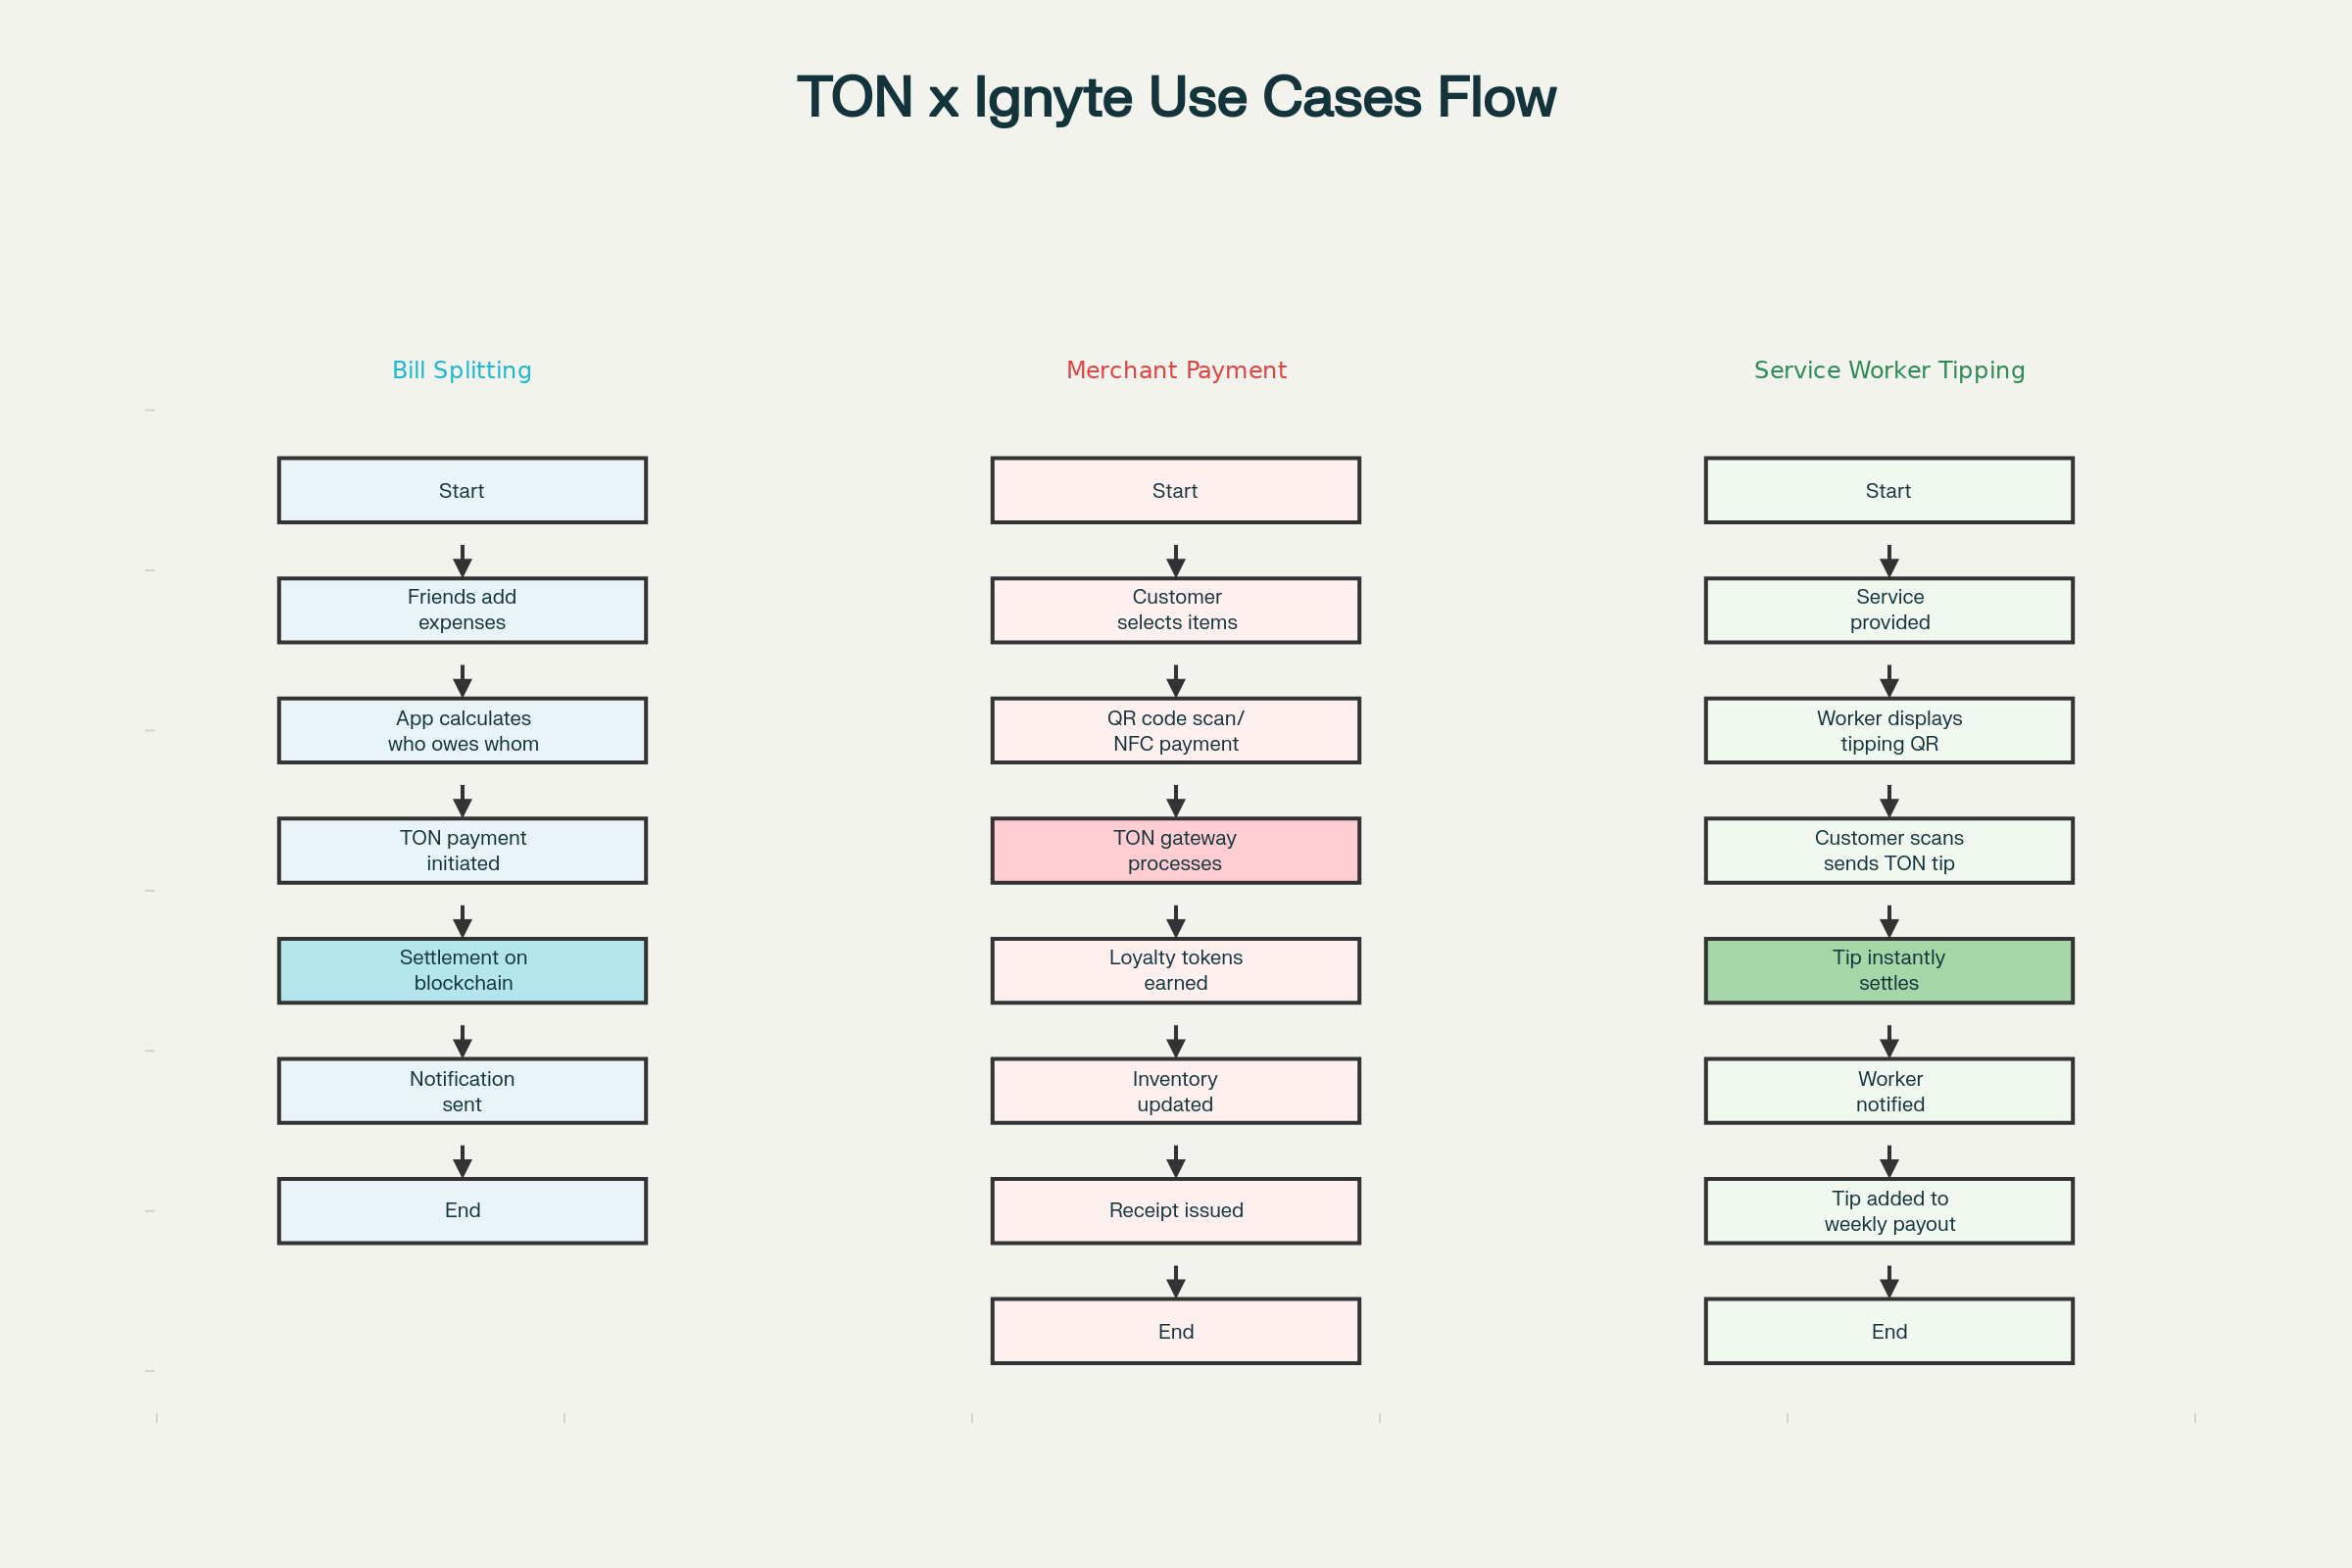 TON x Ignyte Use Cases Flow
Bill Splitting
Start
Friends add
expenses
App calculates
who owes whom
TON payment
initiated
Settlement on
blockchain
Notification
sent
End
Merchant Payment
Start
Customer
selects items
QR code scan/
NFC payment
TON gateway
processes
Loyalty tokens
earned
Inventory
updated
Receipt issued
End
Service Worker Tipping
Start
Service
provided
Worker displays
tipping QR
Customer scans
sends TON tip
Tip instantly
settles
Worker
notified
Tip added to
weekly payout
End